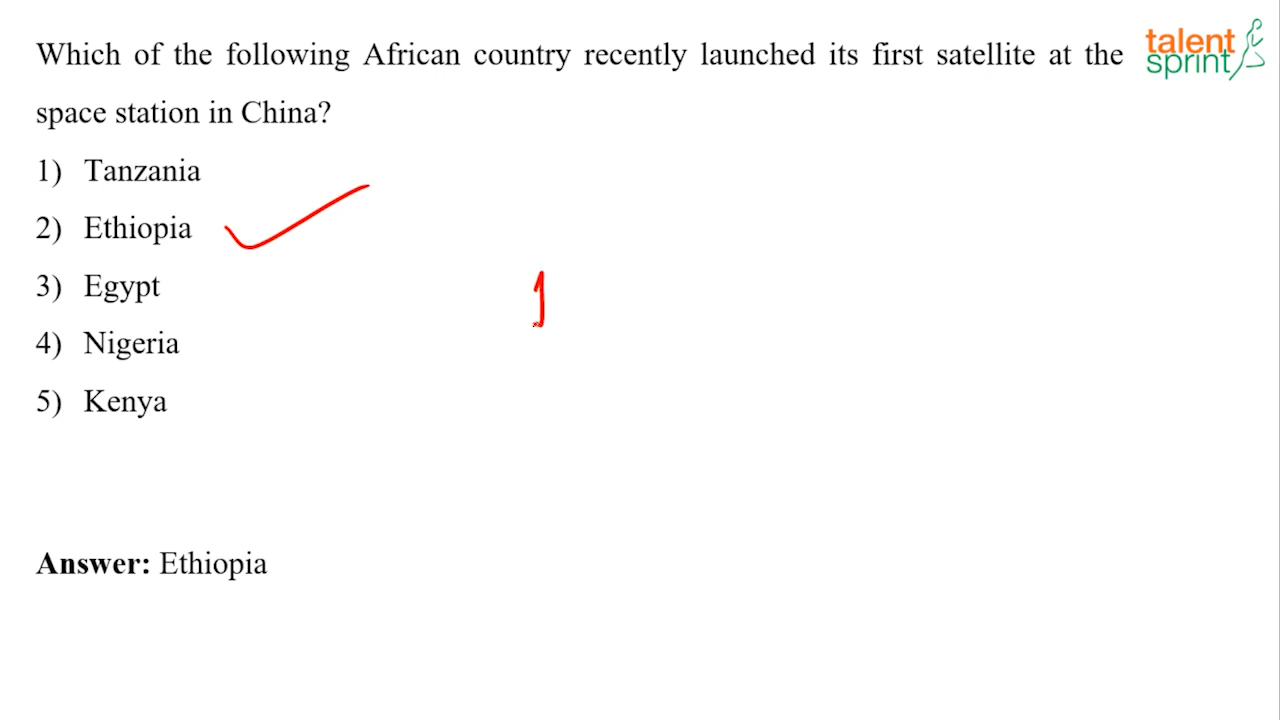 Which of the following African country recently launched its first satellite at the
talent
sprint
space station in China?
1) Tanzania
2) Ethiopia
3) Egypt
1
4) Nigeria
5) Kenya
Answer: Ethiopia